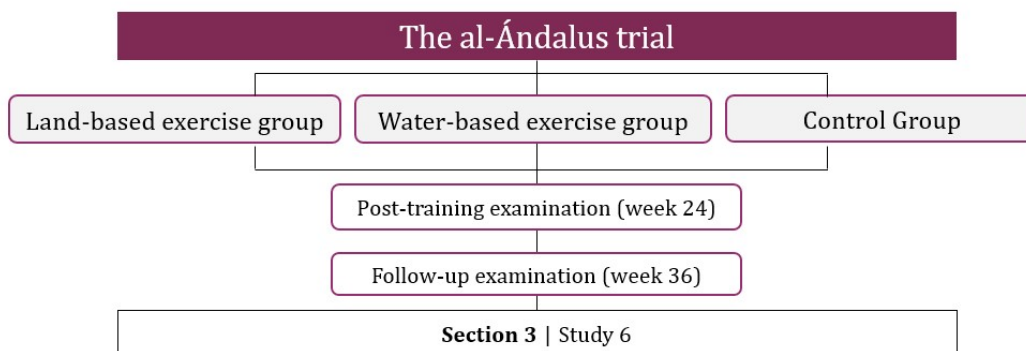 The al-Ándalus trial
Land-based exercise group
Water-based exercise group
Control Group
Post-training examination (week 24)
Follow-up examination (week 36)
Section 3 | Study 6